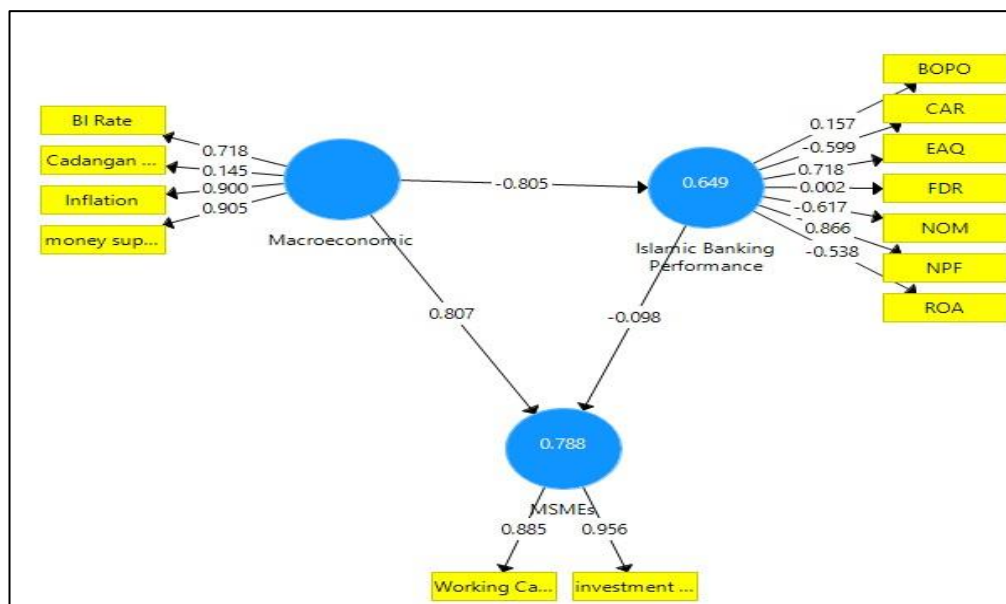 BOPO
CAR
EAQ
FDR
NOM
NPF
ROA
0.157
-0.599
0.718
0.002
-0.617
0.866
-0.538
BI Rate
Cadangan ...
Inflation
money sup...
0.718
0.145
0.900
0.905
Macroeconomic
-0.805
0.649
Islamic Banking
Performance
0.807
-0.098
0.788
MSMEs
0.885
0.956
Working Ca...
investment ...